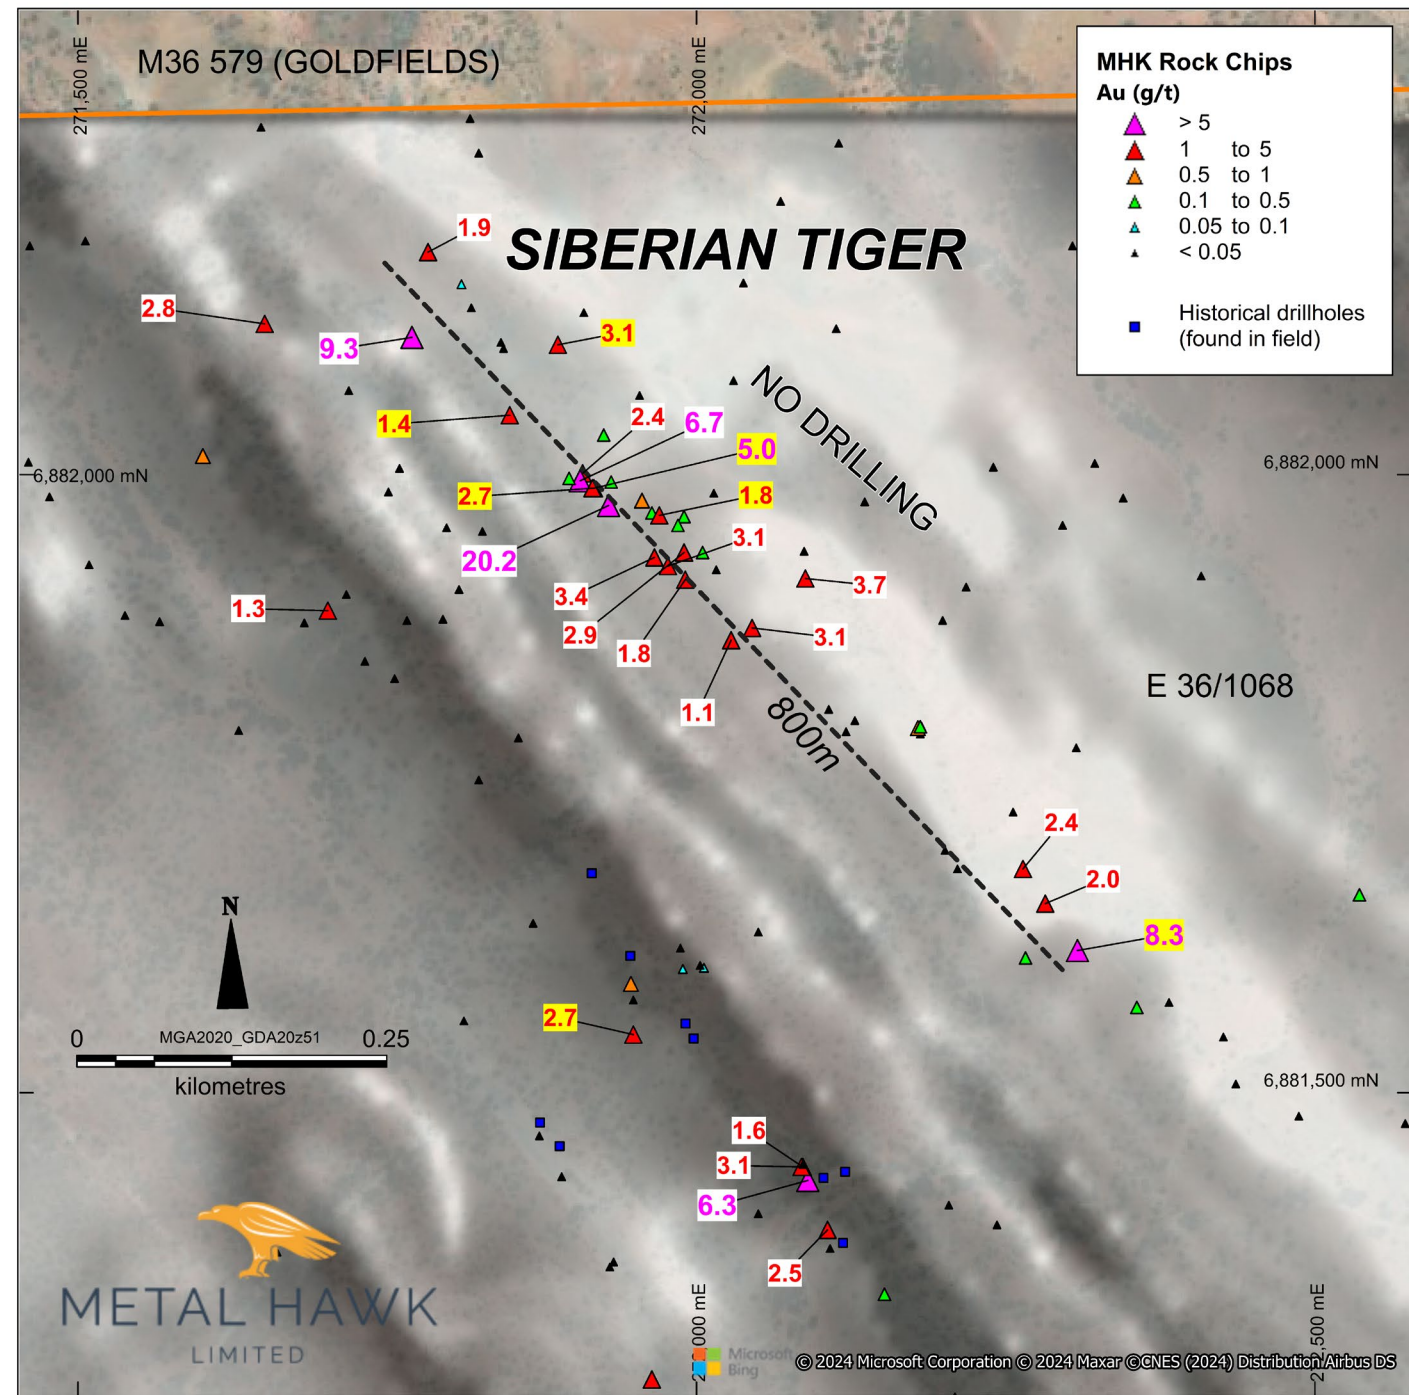 M36 579 (GOLDFIELDS)
271,500 mE
272,000 mE
MHK Rock Chips
Au (g/t)
> 5
1 to 5
0.5 to 1
0.1 to 0.5
0.05 to 0.1
< 0.05
Historical drillholes
(found in field)
SIBERIAN TIGER
1.9
2.8
9.3
3.1
1.4
2.4
6.7
5.0
NO DRILLING
6,882,000 mN
6,882,000 mN
2.7
1.8
20.2
3.1
3.4
3.7
1.3
2.9
1.8
3.1
E 36/1068
1.1
800m
2.4
2.0
N
8.3
2.7
0 MGA2020_GDA20z51 0.25
kilometres
6,881,500 mN
1.6
3.1
6.3
2.5
METAL HAWK
LIMITED
000 mE
500 mE
Microsoft
Bing
© 2024 Microsoft Corporation © 2024 Maxar ©CNES (2024) Distribution Airbus DS